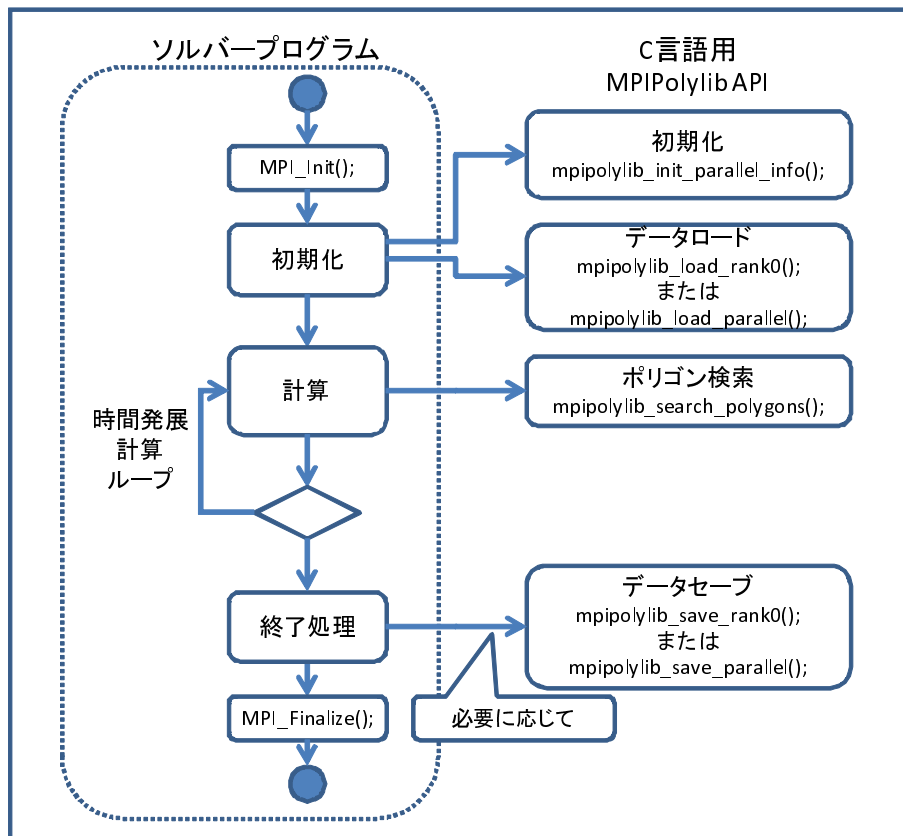 ソルバープログラム
C言語用
MPIPolylib API
MPI_Init();
初期化
mpipolylib_init_parallel_info();
初期化
データロード
mpipolylib_load_rank0();
または
mpipolylib_load_parallel();
計算
ポリゴン検索
mpipolylib_search_polygons();
時間発展
計算
ループ
終了処理
データセーブ
mpipolylib_save_rank0();
または
mpipolylib_save_parallel();
MPI_Finalize();
必要に応じて